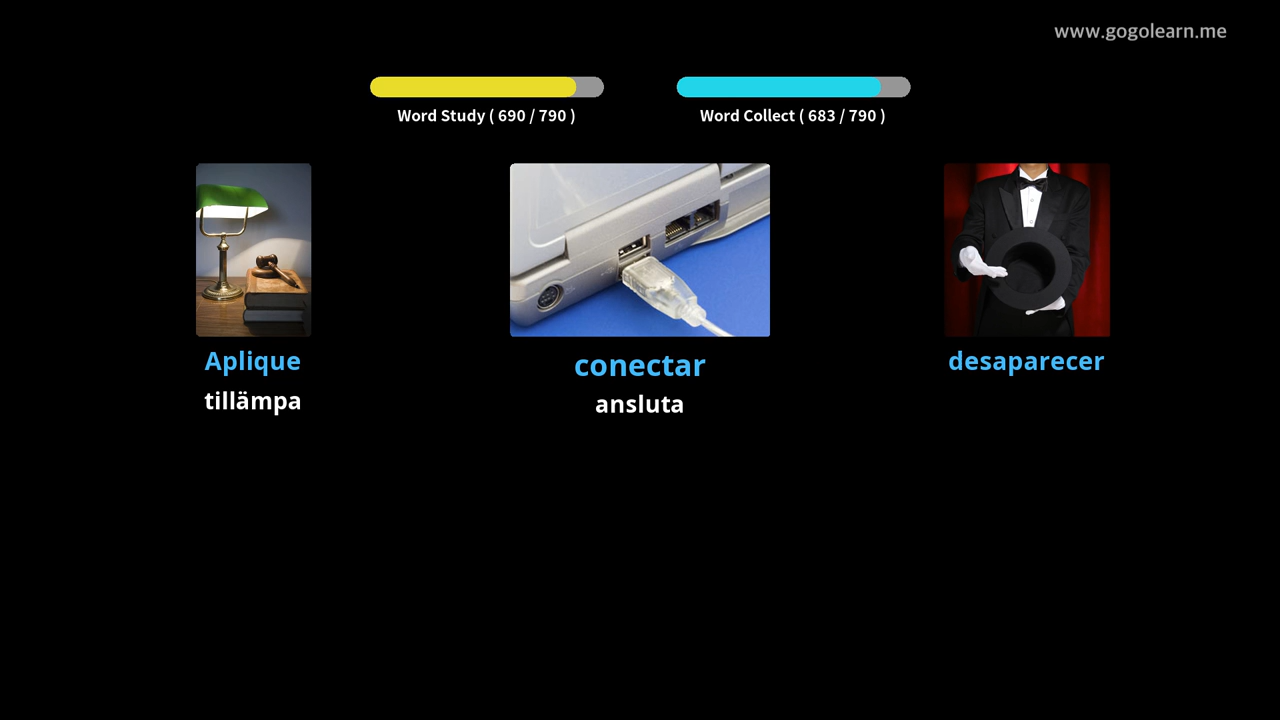 www.gogolearn.me
Word Study ( 690 / 790 )
Word Collect ( 683 / 790 )
Aplique
conectar
desaparecer
tillämpa
ansluta